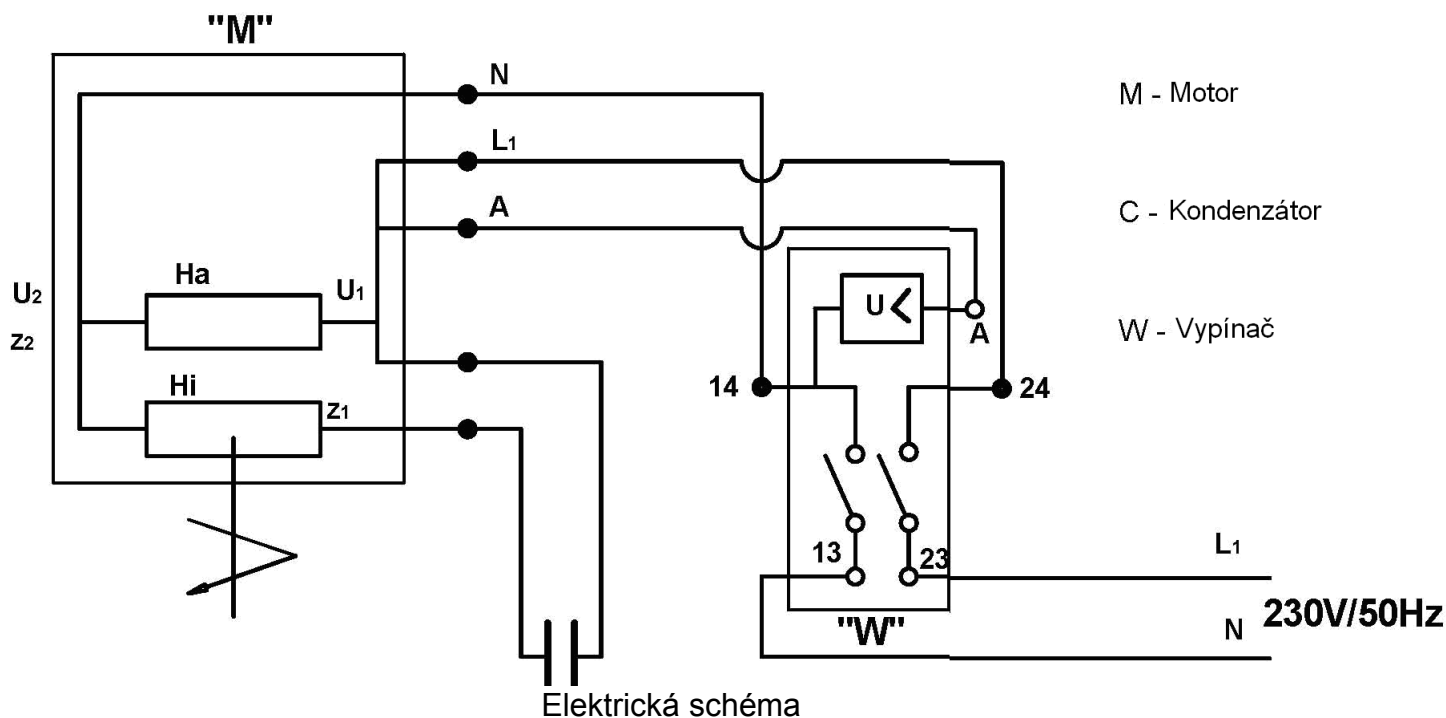 "M"
N
M - Motor
L1
A
C - Kondenzátor
Ha
U1
U2
U<
A
W - Vypínač
Z2
Hi
14
24
Z1
13
23
L1
230V/50Hz
"W"
N
Elektrická schéma